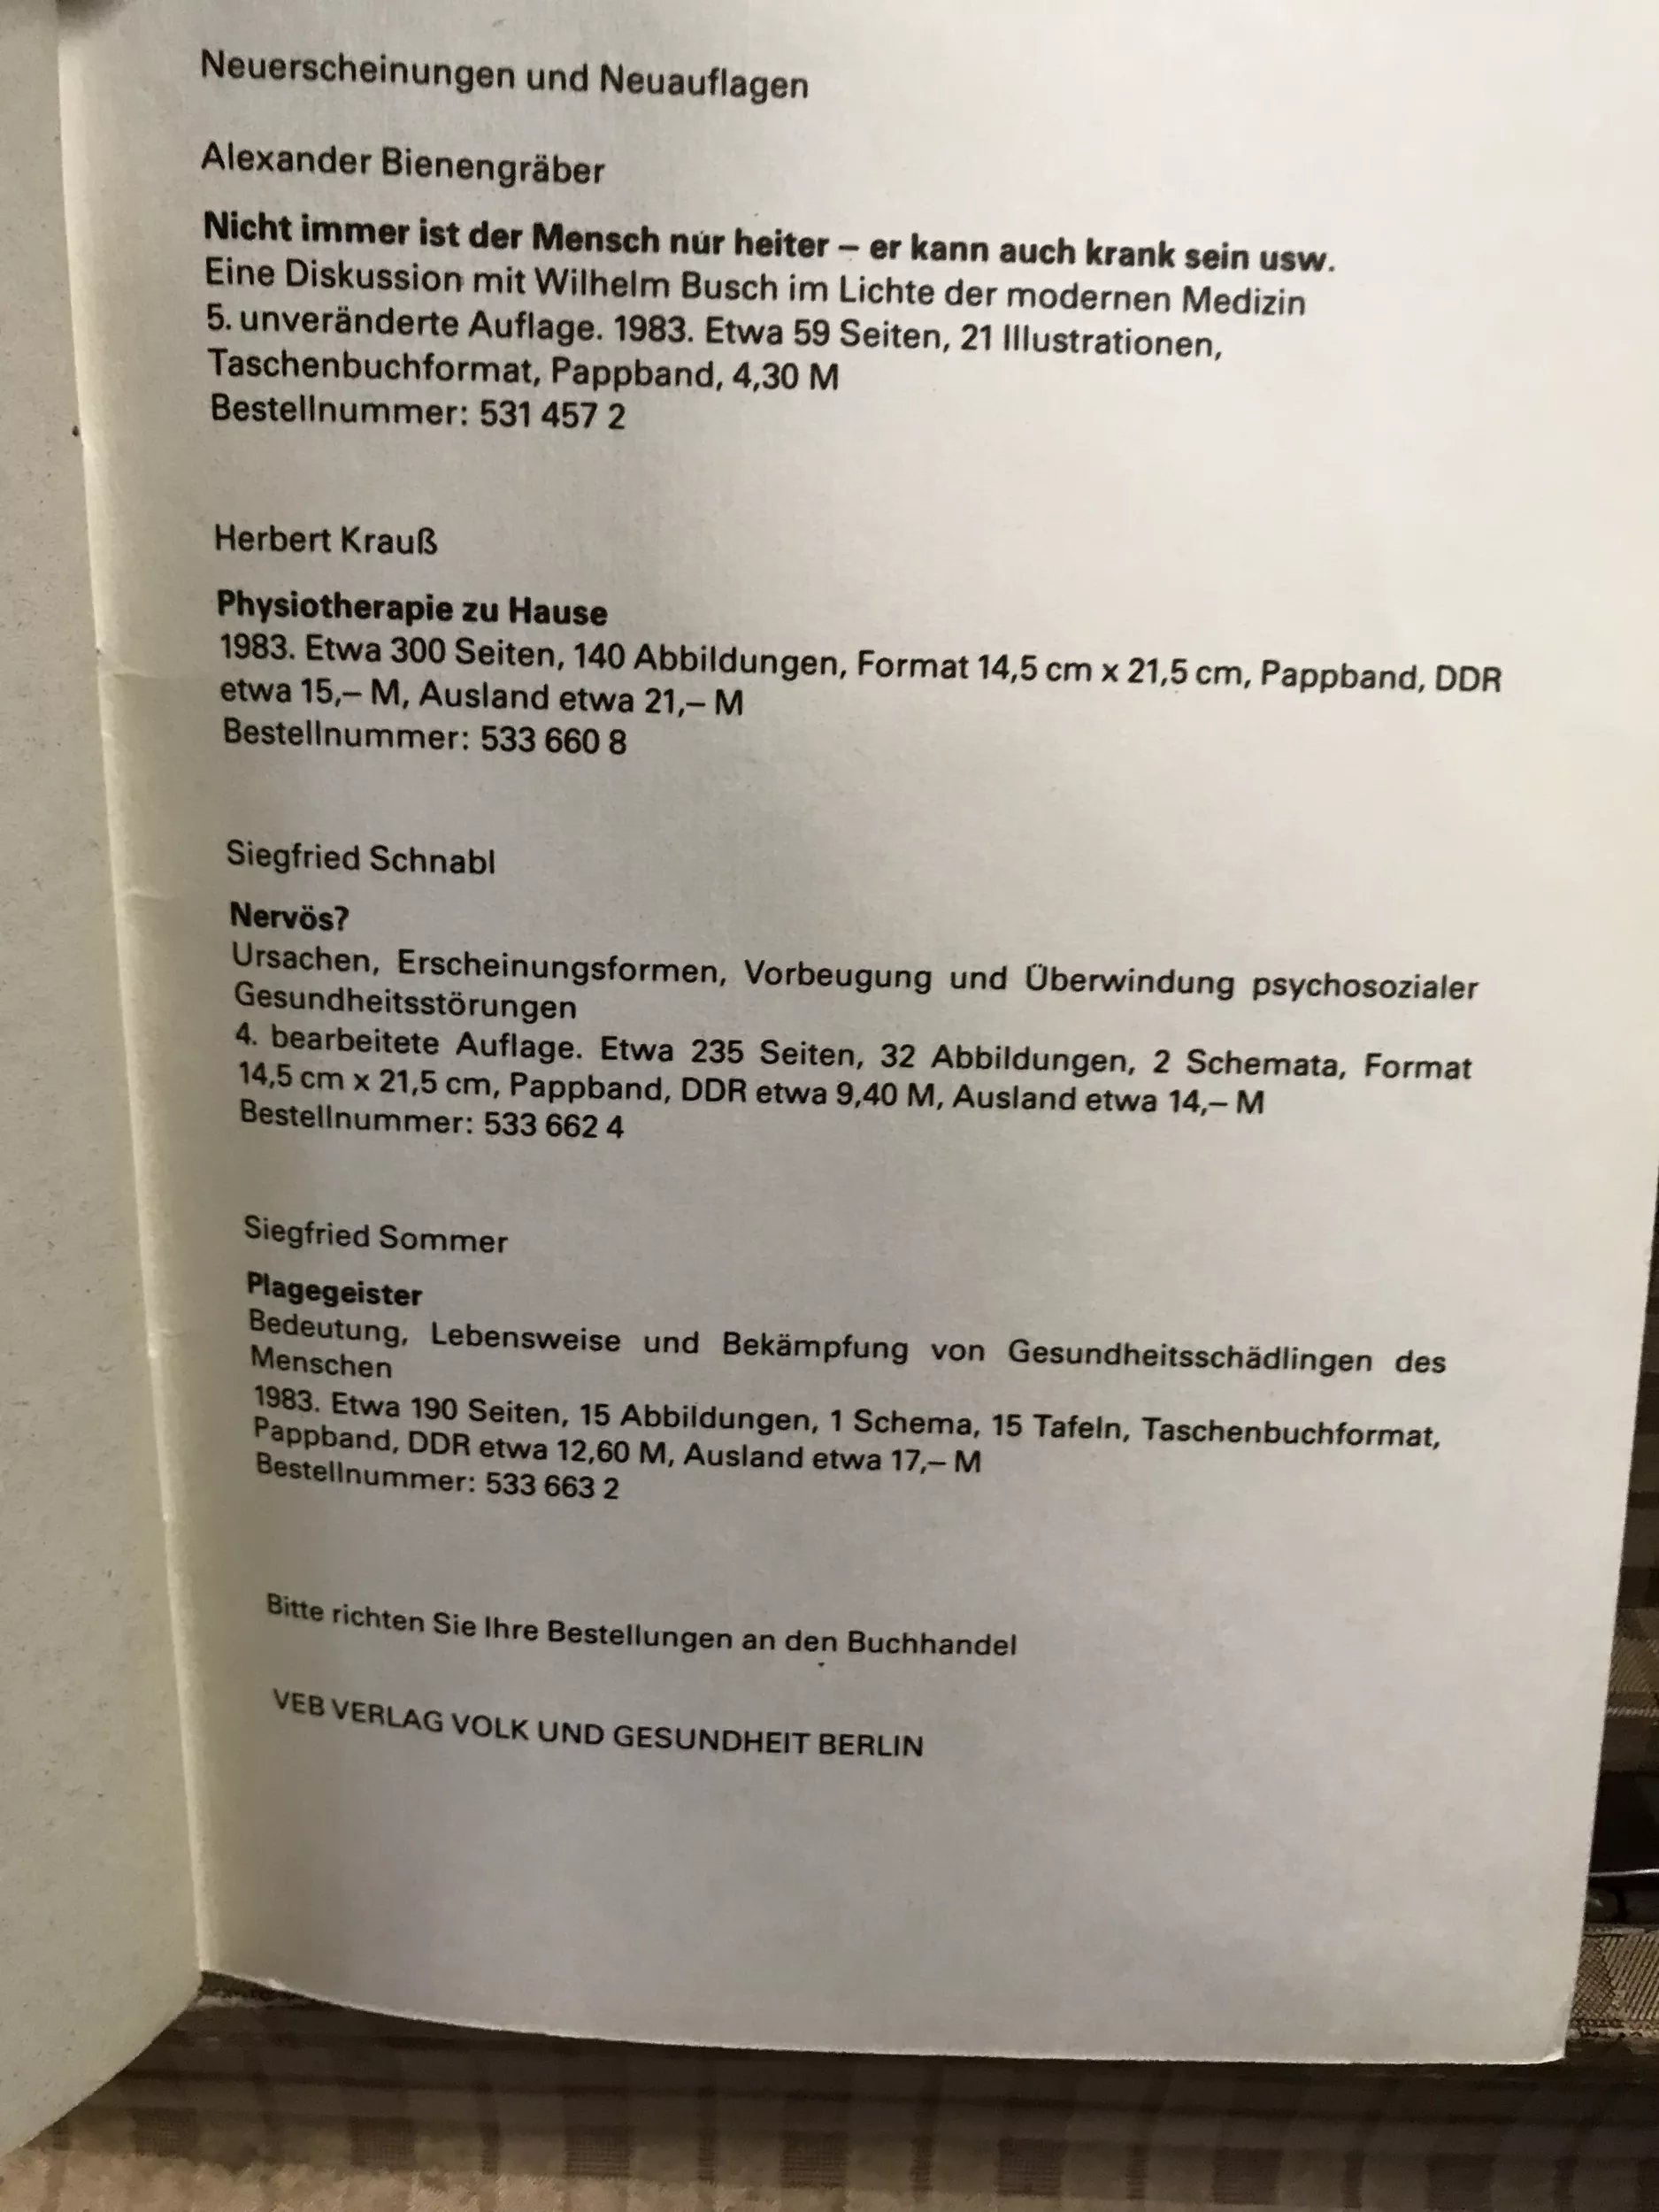 Neuerscheinungen und Neuauflagen
Alexander Bienengräber
Nicht immer ist der Mensch nur heiter – er kann auch krank sein usw.
Eine Diskussion mit Wilhelm Busch im Lichte der modernen Medizin
5. unveränderte Auflage. 1983. Etwa 59 Seiten, 21 Illustrationen,
Taschenbuchformat, Pappband, 4,30 M
Bestellnummer: 531 457 2
Herbert Krauß
Physiotherapie zu Hause
1983. Etwa 300 Seiten, 140 Abbildungen, Format 14,5 cm x 21,5 cm, Pappband, DDR
etwa 15,– M, Ausland etwa 21,– M
Bestellnummer: 533 660 8
Siegfried Schnabl
Nervös?
Ursachen, Erscheinungsformen, Vorbeugung und Überwindung psychosozialer
Gesundheitsstörungen
4. bearbeitete Auflage. Etwa 235 Seiten, 32 Abbildungen, 2 Schemata, Format
14,5 cm x 21,5 cm, Pappband, DDR etwa 9,40 M, Ausland etwa 14,– M
Bestellnummer: 533 662 4
Siegfried Sommer
Plagegeister
Bedeutung, Lebensweise und Bekämpfung von Gesundheitsschädlingen des
Menschen
1983. Etwa 190 Seiten, 15 Abbildungen, 1 Schema, 15 Tafeln, Taschenbuchformat,
Pappband, DDR etwa 12,60 M, Ausland etwa 17,– M
Bestellnummer: 533 663 2
Bitte richten Sie Ihre Bestellungen an den Buchhandel
VEB VERLAG VOLK UND GESUNDHEIT BERLIN